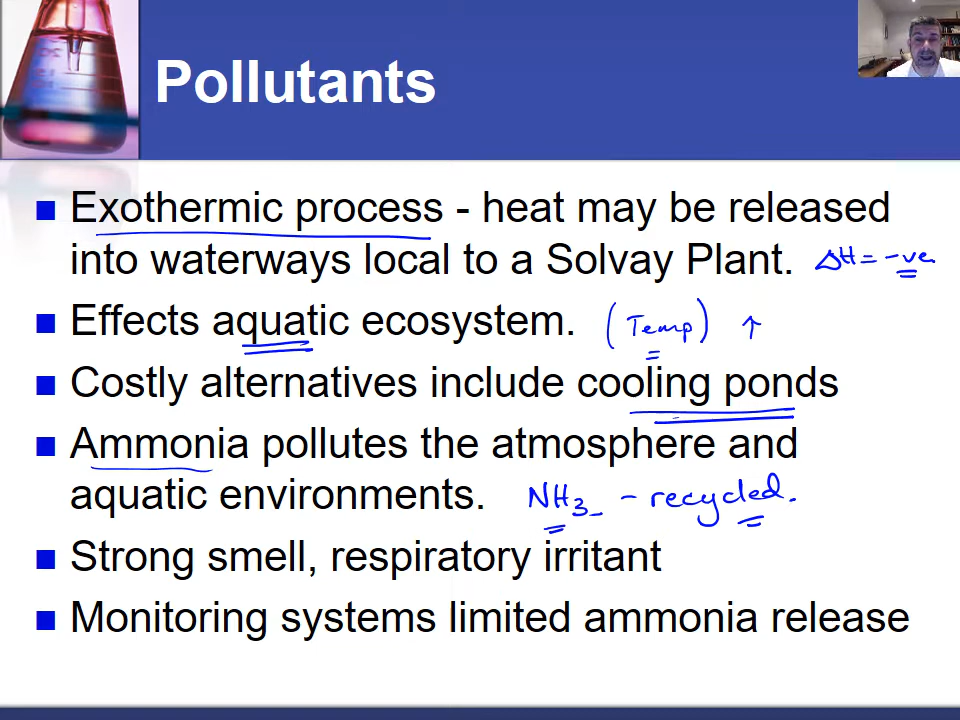 Pollutants
Exothermic process - heat may be released
into waterways local to a Solvay Plant. ΔH = -ve
Effects aquatic ecosystem. (Temp) ↑
Costly alternatives include cooling ponds
Ammonia pollutes the atmosphere and
aquatic environments. NH3 - recycled.
Strong smell, respiratory irritant
Monitoring systems limited ammonia release